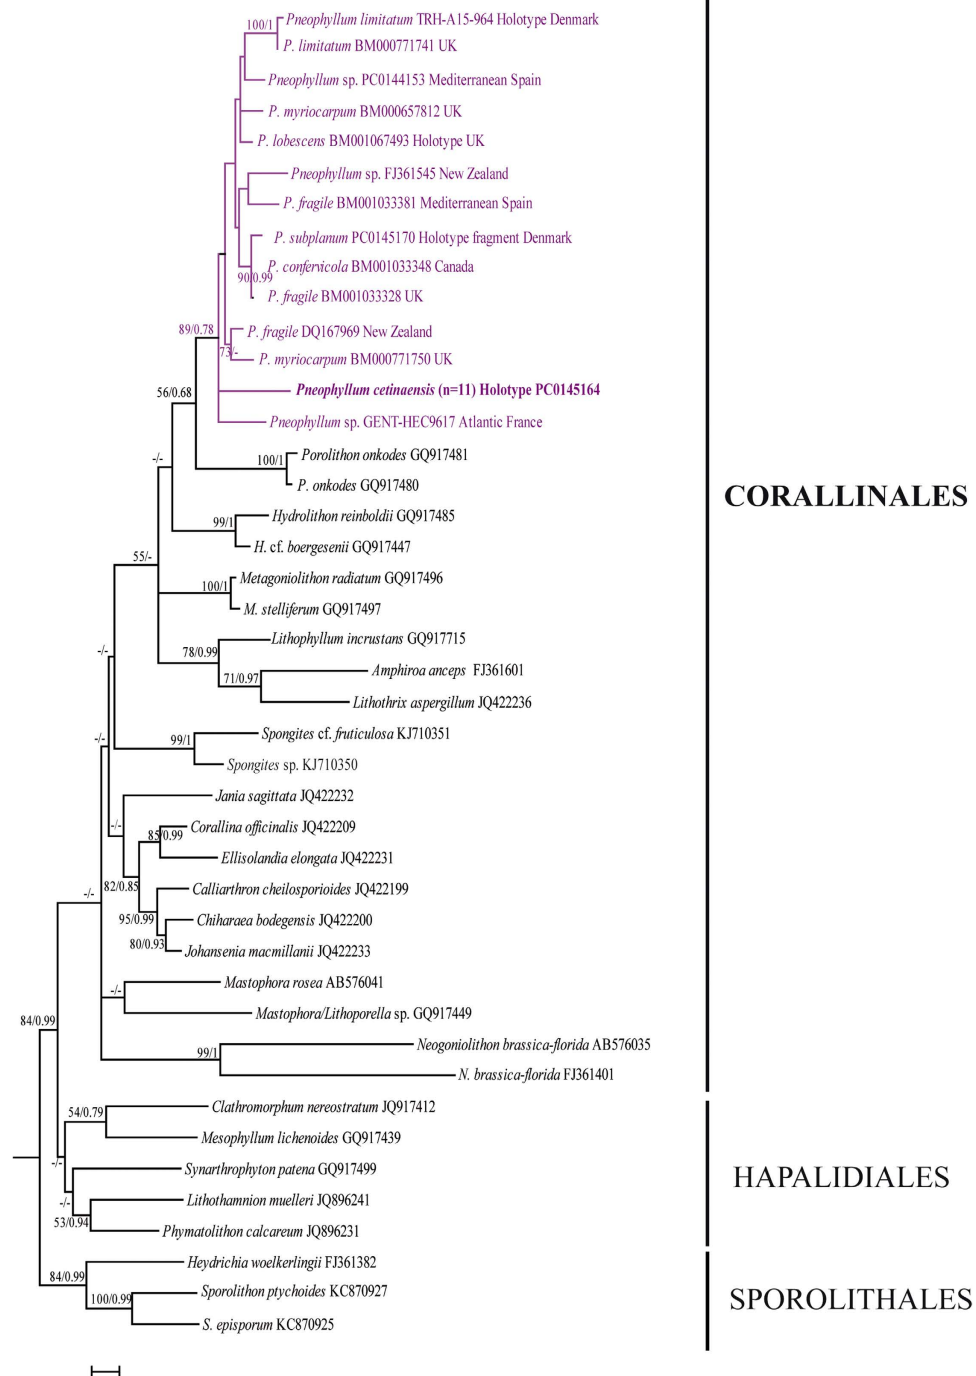 100/1
Pneophyllum limitatum TRH-A15-964 Holotype Denmark
P. limitatum BM000771741 UK
Pneophyllum sp. PC0144153 Mediterranean Spain
P. myriocarpum BM000657812 UK
P. lobescens BM001067493 Holotype UK
Pneophyllum sp. FJ361545 New Zealand
P. fragile BM001033381 Mediterranean Spain
P. subplanum PC0145170 Holotype fragment Denmark
P. confervicola BM001033348 Canada
90/0.99
P. fragile BM001033328 UK
89/0.78
P. fragile DQ167969 New Zealand
73/-
P. myriocarpum BM000771750 UK
56/0.68
Pneophyllum cetinaensis (n=11) Holotype PC0145164
Pneophyllum sp. GENT-HEC9617 Atlantic France
-/-
100/1
Porolithon onkodes GQ917481
P. onkodes GQ917480
CORALLINALES
99/1
Hydrolithon reinboldii GQ917485
H. cf. boergesenii GQ917447
55/-
100/1
Metagoniolithon radiatum GQ917496
M. stelliferum GQ917497
-/-
78/0.99
Lithophyllum incrustans GQ917715
71/0.97
Amphiroa anceps FJ361601
Lithothrix aspergillum JQ422236
-/-
99/1
Spongites cf. fruticulosa KJ710351
Spongites sp. KJ710350
Jania sagittata JQ422232
-/-
85/0.99
Corallina officinalis JQ422209
Ellisolandia elongata JQ422231
82/0.85
Calliarthron cheilosporioides JQ422199
-/-
95/0.99
Chiharaea bodegensis JQ422200
80/0.93
Johansenia macmillanii JQ422233
Mastophora rosea AB576041
-/-
Mastophora/Lithoporella sp. GQ917449
84/0.99
Neogoniolithon brassica-florida AB576035
99/1
N. brassica-florida FJ361401
Clathromorphum nereostratum JQ917412
54/0.79
Mesophyllum lichenoides GQ917439
-/-
Synarthrophyton patena GQ917499
HAPALIDIALES
-/-
Lithothamnion muelleri JQ896241
53/0.94
Phymatolithon calcareum JQ896231
Heydrichia woelkerlingii FJ361382
84/0.99
Sporolithon ptychoides KC870927
100/0.99
SPOROLITHALES
S. episporum KC870925